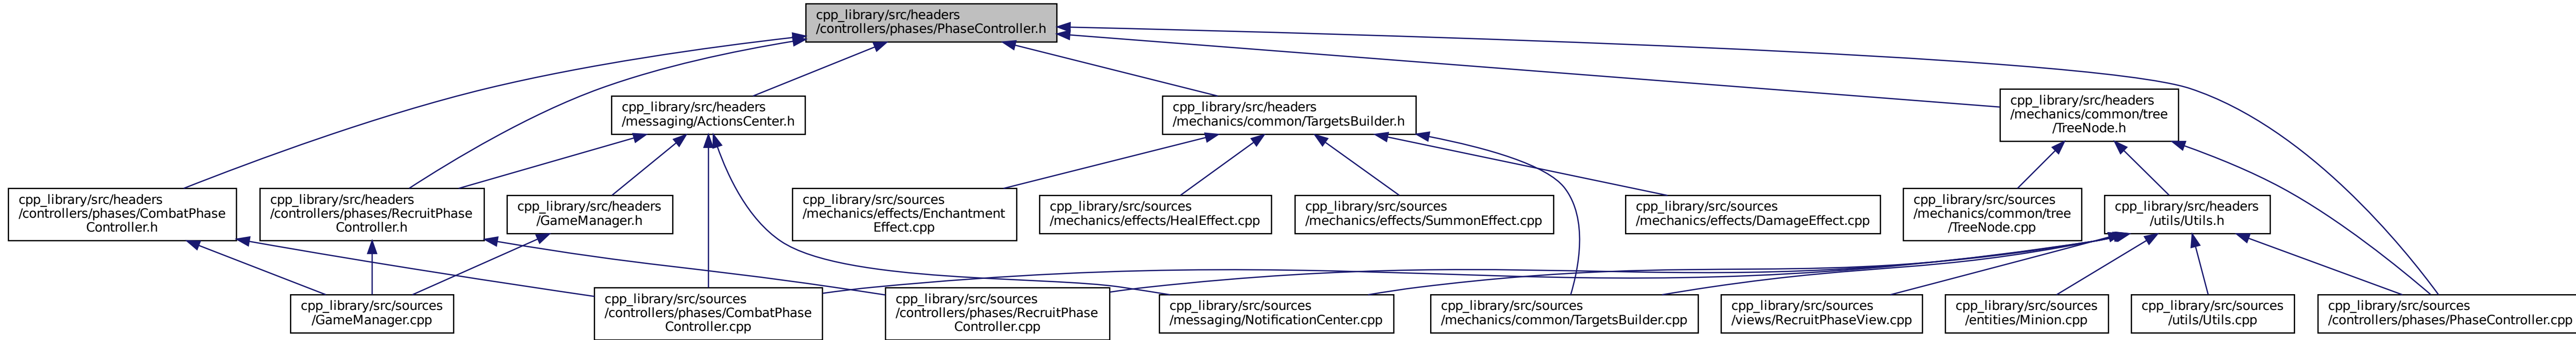 cpp_library/src/headers
/controllers/phases/PhaseController.h
cpp_library/src/headers
/messaging/ActionsCenter.h
cpp_library/src/headers
/mechanics/common/TargetsBuilder.h
cpp_library/src/headers
/mechanics/common/tree
/TreeNode.h
cpp_library/src/headers
/controllers/phases/CombatPhase
Controller.h
cpp_library/src/headers
/controllers/phases/RecruitPhase
Controller.h
cpp_library/src/headers
/GameManager.h
cpp_library/src/sources
/mechanics/effects/Enchantment
Effect.cpp
cpp_library/src/sources
/mechanics/effects/HealEffect.cpp
cpp_library/src/sources
/mechanics/effects/SummonEffect.cpp
cpp_library/src/sources
/mechanics/effects/DamageEffect.cpp
cpp_library/src/sources
/mechanics/common/tree
/TreeNode.cpp
cpp_library/src/headers
/utils/Utils.h
cpp_library/src/sources
/GameManager.cpp
cpp_library/src/sources
/controllers/phases/CombatPhase
Controller.cpp
cpp_library/src/sources
/controllers/phases/RecruitPhase
Controller.cpp
cpp_library/src/sources
/messaging/NotificationCenter.cpp
cpp_library/src/sources
/mechanics/common/TargetsBuilder.cpp
cpp_library/src/sources
/views/RecruitPhaseView.cpp
cpp_library/src/sources
/entities/Minion.cpp
cpp_library/src/sources
/utils/Utils.cpp
cpp_library/src/sources
/controllers/phases/PhaseController.cpp